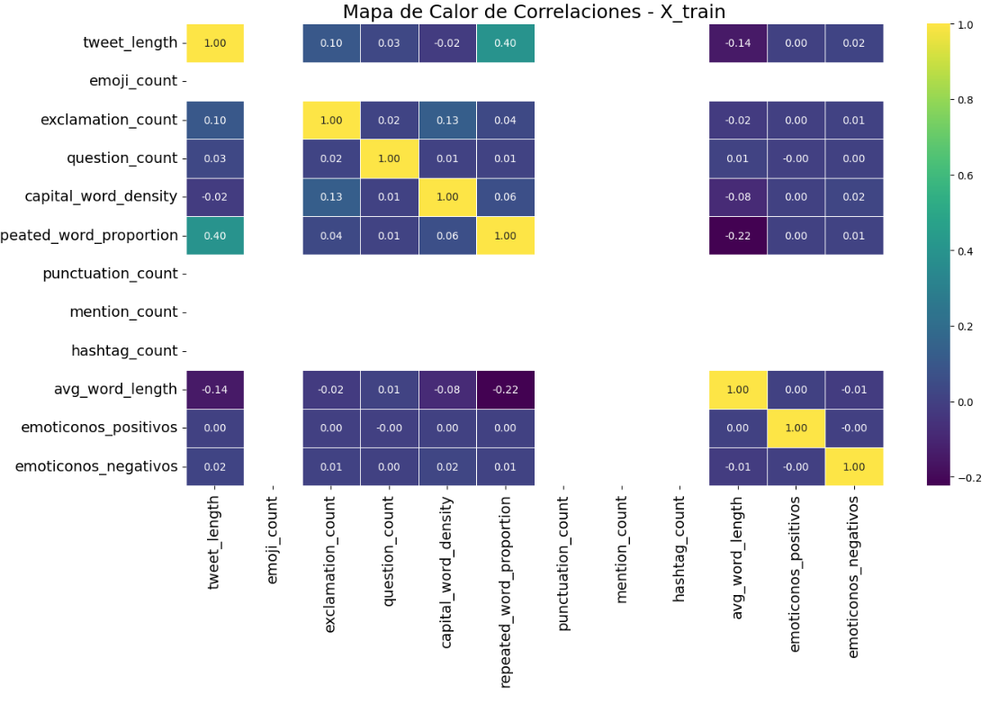 Mapa de Calor de Correlaciones - X_train
tweet_length 1.00 0.10 0.03 -0.02 0.40 -0.14 0.00 0.02
emoji_count
exclamation_count 0.10 1.00 0.02 0.13 0.04 -0.02 0.00 0.01
question_count 0.03 0.02 1.00 0.01 0.01 0.01 -0.00 0.00
capital_word_density -0.02 0.13 0.01 1.00 0.06 -0.08 0.00 0.02
peated_word_proportion 0.40 0.04 0.01 0.06 1.00 -0.22 0.00 0.01
punctuation_count
mention_count
hashtag_count
avg_word_length -0.14 -0.02 0.01 -0.08 -0.22 1.00 0.00 -0.01
emoticonos_positivos 0.00 0.00 -0.00 0.00 0.00 0.00 1.00 -0.00
emoticonos_negativos 0.02 0.01 0.00 0.02 0.01 -0.01 -0.00 1.00
tweet_length
emoji_count
exclamation_count
question_count
capital_word_density
repeated_word_proportion
punctuation_count
mention_count
hashtag_count
avg_word_length
emoticonos_positivos
emoticonos_negativos
1.0
0.8
0.6
0.4
0.2
0.0
−0.2